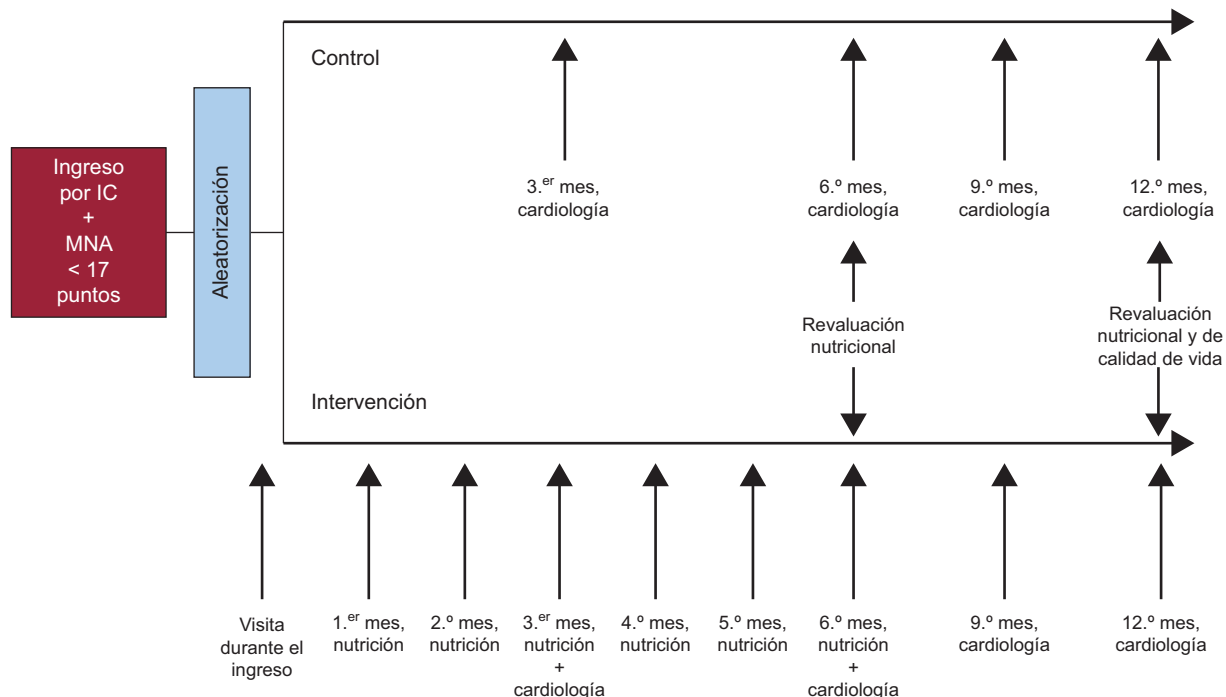 Control
Ingreso
por IC
+
MNA
< 17
puntos
Aleatorización
3.er mes,
cardiología
6.º mes,
cardiología
9.º mes,
cardiología
12.º mes,
cardiología
Revaluación
nutricional
Revaluación
nutricional y de
calidad de vida
Intervención
Visita
durante el
ingreso
1.er mes,
nutrición
2.º mes,
nutrición
3.er mes,
nutrición
+
cardiología
4.º mes,
nutrición
5.º mes,
nutrición
6.º mes,
nutrición
+
cardiología
9.º mes,
cardiología
12.º mes,
cardiología